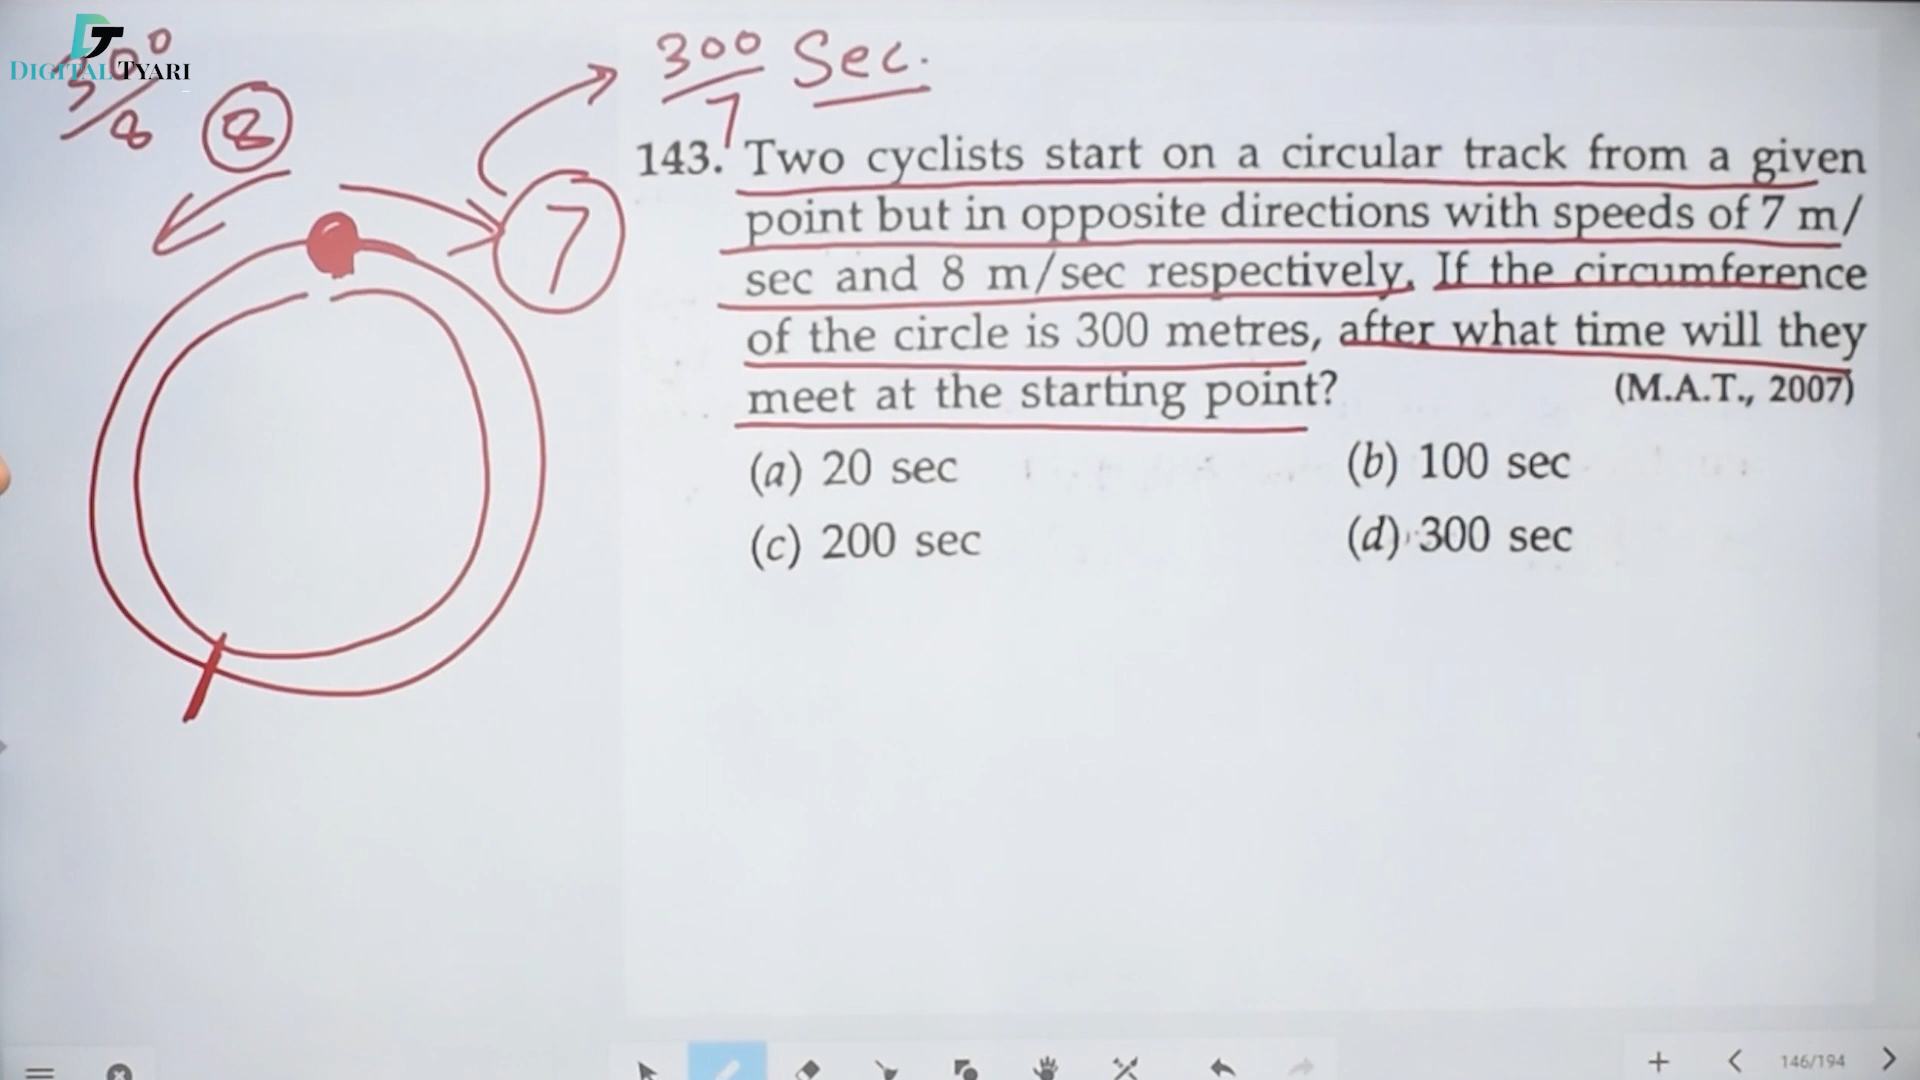 DIGITAL TYARI
300/8
8
7
300/7 Sec.
143. Two cyclists start on a circular track from a given
point but in opposite directions with speeds of 7 m/
sec and 8 m/sec respectively. If the circumference
of the circle is 300 metres, after what time will they
meet at the starting point? (M.A.T., 2007)
(a) 20 sec (b) 100 sec
(c) 200 sec (d) 300 sec
146/194